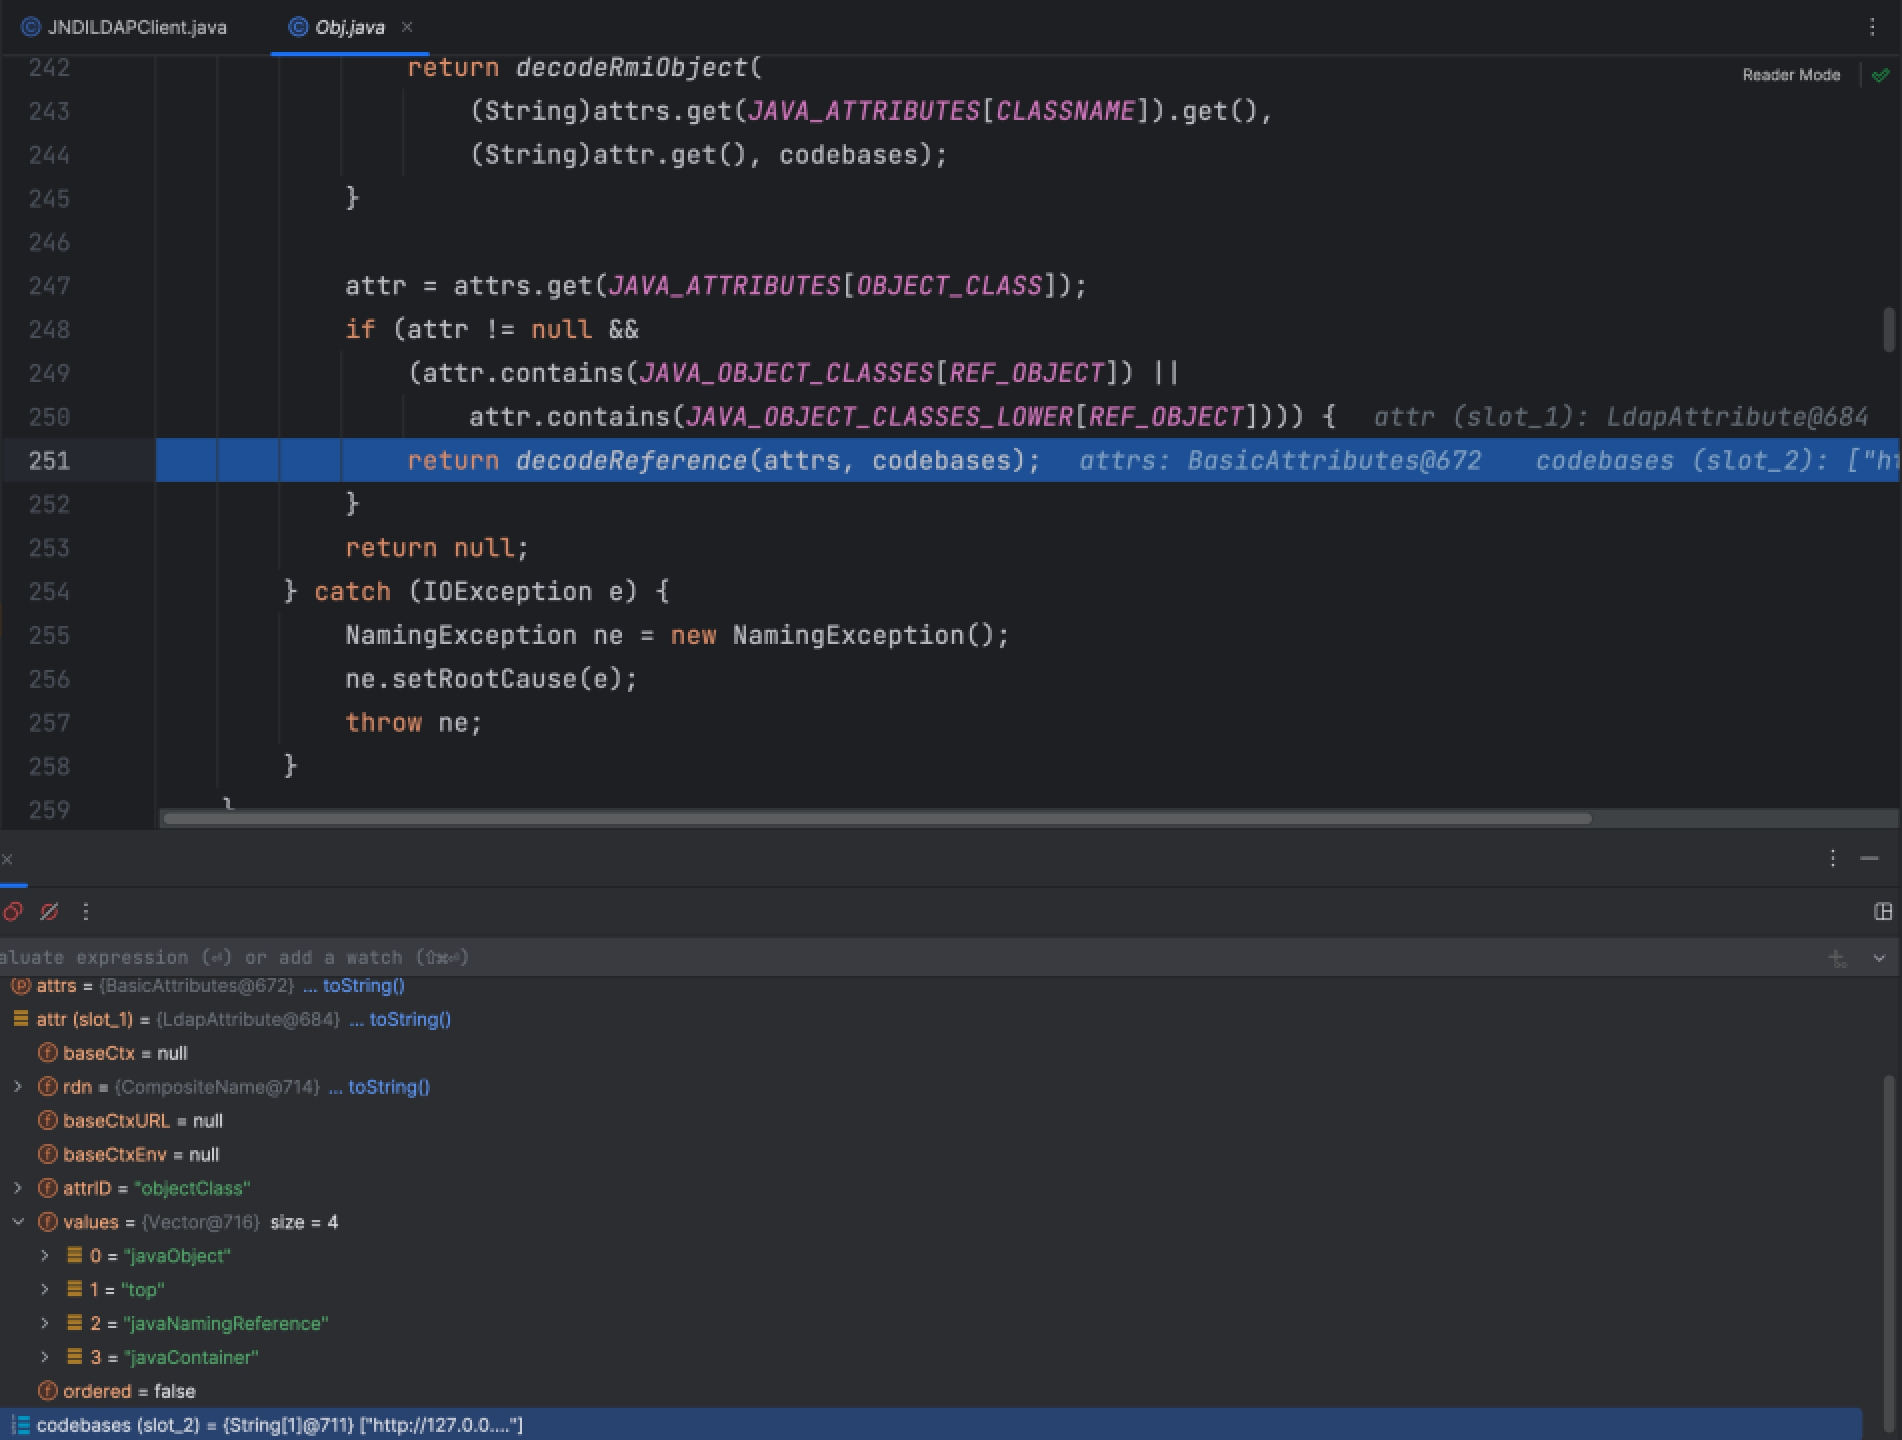 JNDILDAPClient.java
Obj.java
Reader Mode
242 return decodeRmiObject(
243 (String)attrs.get(JAVA_ATTRIBUTES[CLASSNAME]).get(),
244 (String)attr.get(), codebases);
245 }
246
247 attr = attrs.get(JAVA_ATTRIBUTES[OBJECT_CLASS]);
248 if (attr != null &&
249 (attr.contains(JAVA_OBJECT_CLASSES[REF_OBJECT]) ||
250 attr.contains(JAVA_OBJECT_CLASSES_LOWER[REF_OBJECT]))) { attr (slot_1): LdapAttribute@684
251 return decodeReference(attrs, codebases); attrs: BasicAttributes@672 codebases (slot_2): ["ht
252 }
253 return null;
254 } catch (IOException e) {
255 NamingException ne = new NamingException();
256 ne.setRootCause(e);
257 throw ne;
258 }
259 }
aluate expression (⏎) or add a watch (⇧⌘⏎)
attrs = {BasicAttributes@672} ... toString()
attr (slot_1) = {LdapAttribute@684} ... toString()
baseCtx = null
rdn = {CompositeName@714} ... toString()
baseCtxURL = null
baseCtxEnv = null
attrID = "objectClass"
values = {Vector@716} size = 4
0 = "javaObject"
1 = "top"
2 = "javaNamingReference"
3 = "javaContainer"
ordered = false
codebases (slot_2) = {String[1]@711} ["http://127.0.0...."]